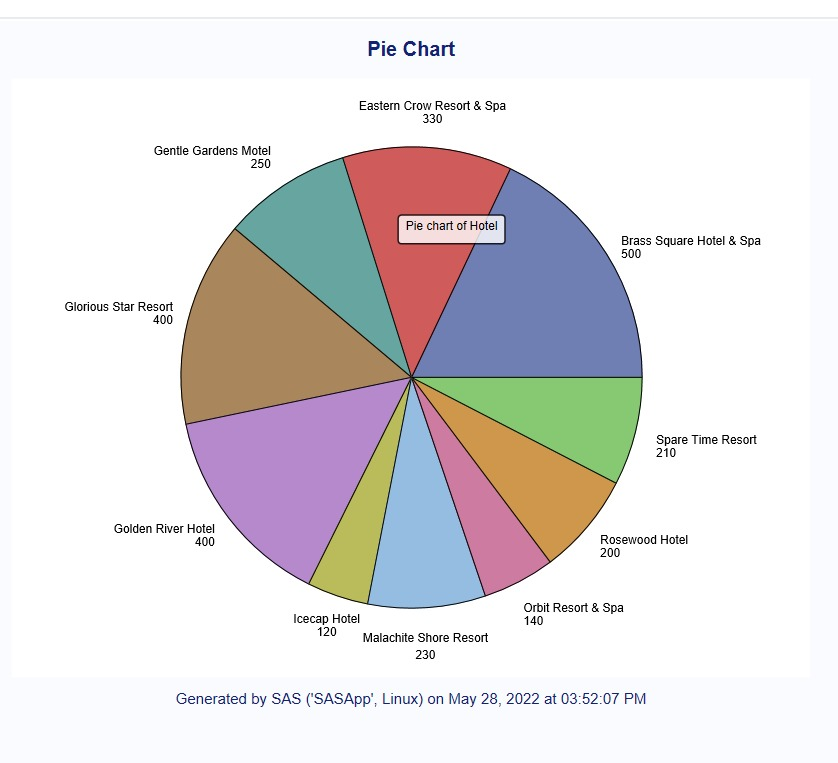 Pie Chart
Eastern Crow Resort & Spa
330
Gentle Gardens Motel
250
Pie chart of Hotel
Brass Square Hotel & Spa
500
Glorious Star Resort
400
Spare Time Resort
210
Golden River Hotel
400
Rosewood Hotel
200
Orbit Resort & Spa
140
Icecap Hotel
120
Malachite Shore Resort
230
Generated by SAS ('SASApp', Linux) on May 28, 2022 at 03:52:07 PM